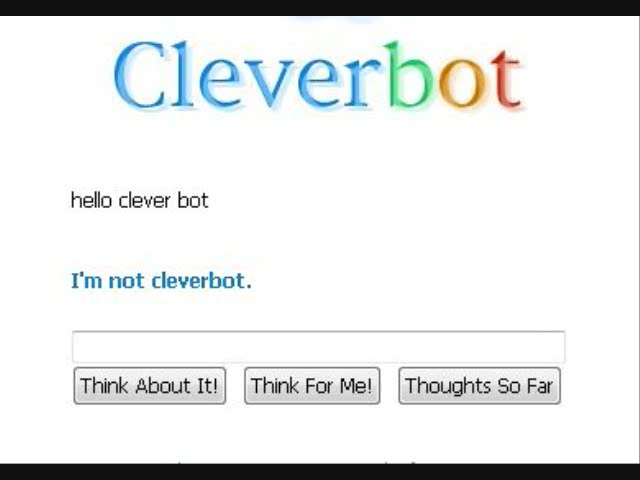 Cleverbot
hello clever bot
I'm not cleverbot.
Think About It!
Think For Me!
Thoughts So Far